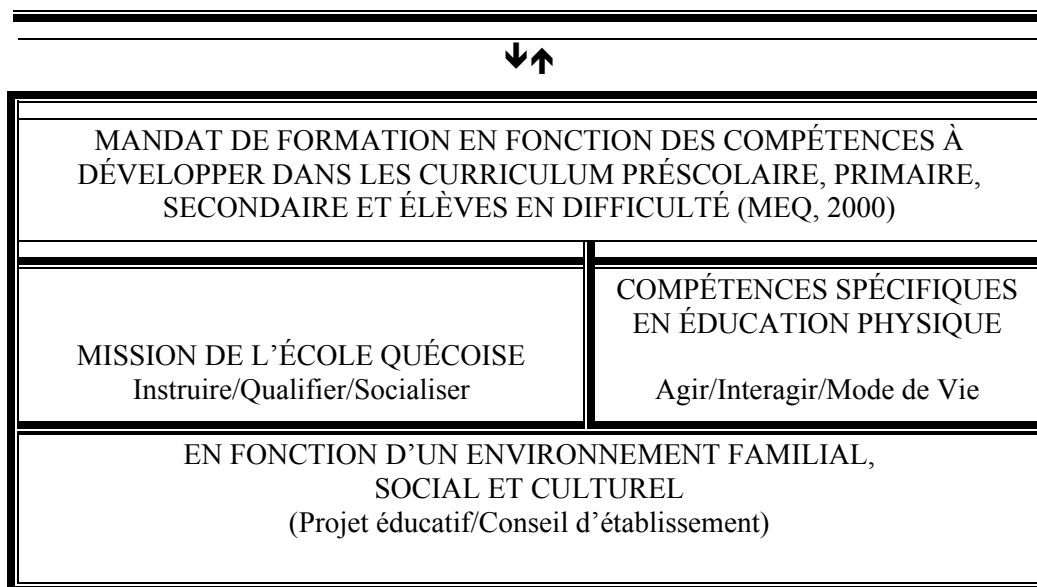 MANDAT DE FORMATION EN FONCTION DES COMPÉTENCES À
DÉVELOPPER DANS LES CURRICULUM PRÉSCOLAIRE, PRIMAIRE,
SECONDAIRE ET ÉLÈVES EN DIFFICULTÉ (MEQ, 2000)
MISSION DE L’ÉCOLE QUÉCOISE
Instruire/Qualifier/Socialiser
COMPÉTENCES SPÉCIFIQUES
EN ÉDUCATION PHYSIQUE
Agir/Interagir/Mode de Vie
EN FONCTION D’UN ENVIRONNEMENT FAMILIAL,
SOCIAL ET CULTUREL
(Projet éducatif/Conseil d’établissement)